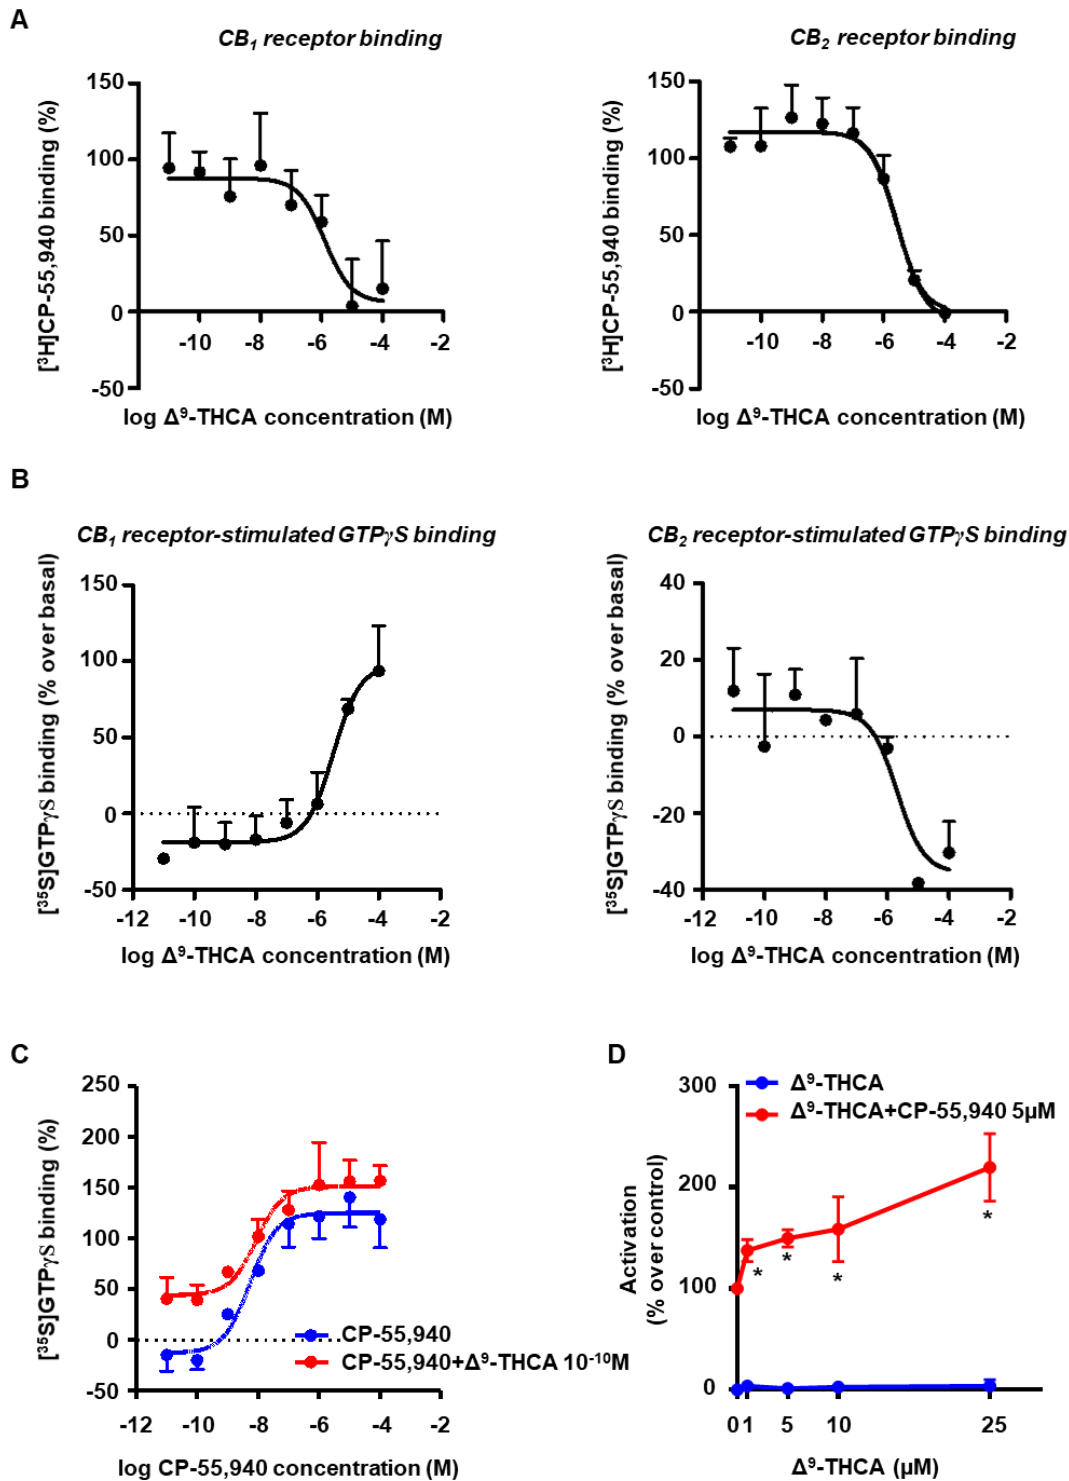 A
CB₁ receptor binding
CB₂ receptor binding
[³H]CP-55,940 binding (%)
150
100
50
0
-50
-10 -8 -6 -4 -2
log Δ⁹-THCA concentration (M)
[³H]CP-55,940 binding (%)
150
100
50
0
-50
-10 -8 -6 -4 -2
log Δ⁹-THCA concentration (M)
B
CB₁ receptor-stimulated GTPγS binding
CB₂ receptor-stimulated GTPγS binding
[³⁵S]GTPγS binding (% over basal)
150
100
50
0
-50
-12 -10 -8 -6 -4 -2
log Δ⁹-THCA concentration (M)
[³⁵S]GTPγS binding (% over basal)
40
20
0
-20
-40
-12 -10 -8 -6 -4 -2
log Δ⁹-THCA concentration (M)
C
[³⁵S]GTPγS binding (%)
250
200
150
100
50
0
-50
CP-55,940
CP-55,940+Δ⁹-THCA 10⁻¹⁰M
-12 -10 -8 -6 -4 -2
log CP-55,940 concentration (M)
D
Δ⁹-THCA
Δ⁹-THCA+CP-55,940 5μM
Activation
(% over control)
300
200
100
0
* * * *
0 1 5 10 25
Δ⁹-THCA (μM)